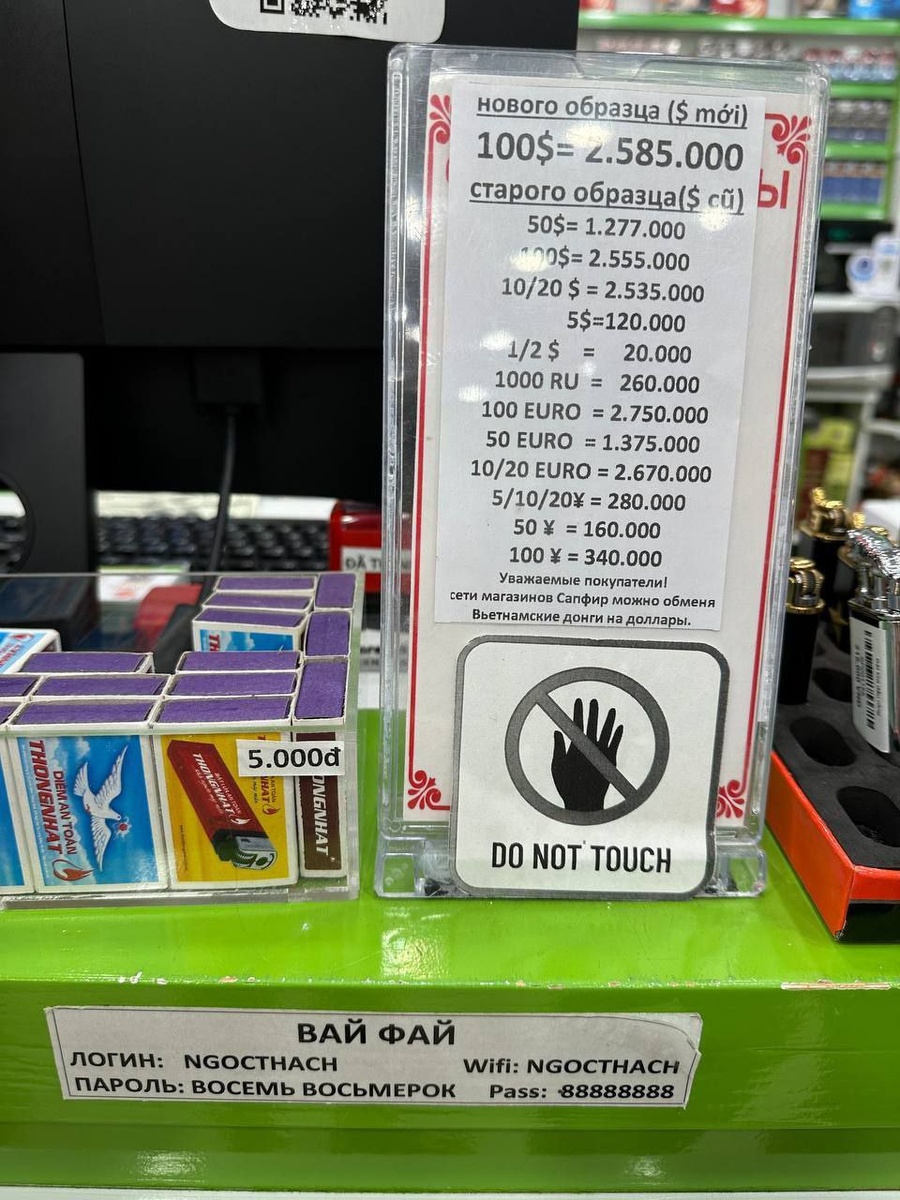 нового образца ($ mới)
100$= 2.585.000
старого образца($ cũ)
Ы
50$= 1.277.000
100$= 2.555.000
10/20 $ = 2.535.000
5$=120.000
1/2 $ = 20.000
1000 RU = 260.000
100 EURO = 2.750.000
50 EURO = 1.375.000
10/20 EURO = 2.670.000
5/10/20¥ = 280.000
50 ¥ = 160.000
100 ¥ = 340.000
Уважаемые покупатели!
сети магазинов Сапфир можно обменя
Вьетнамские донги на доллары.
DO NOT TOUCH
5.000đ
DIÊM AN TOÀN
THONGNHAT
THONGNHAT
ВАЙ ФАЙ
ЛОГИН: NGOCTHACH Wifi: NGOCTHACH
ПАРОЛЬ: ВОСЕМЬ ВОСЬМЕРОК Pass: 88888888